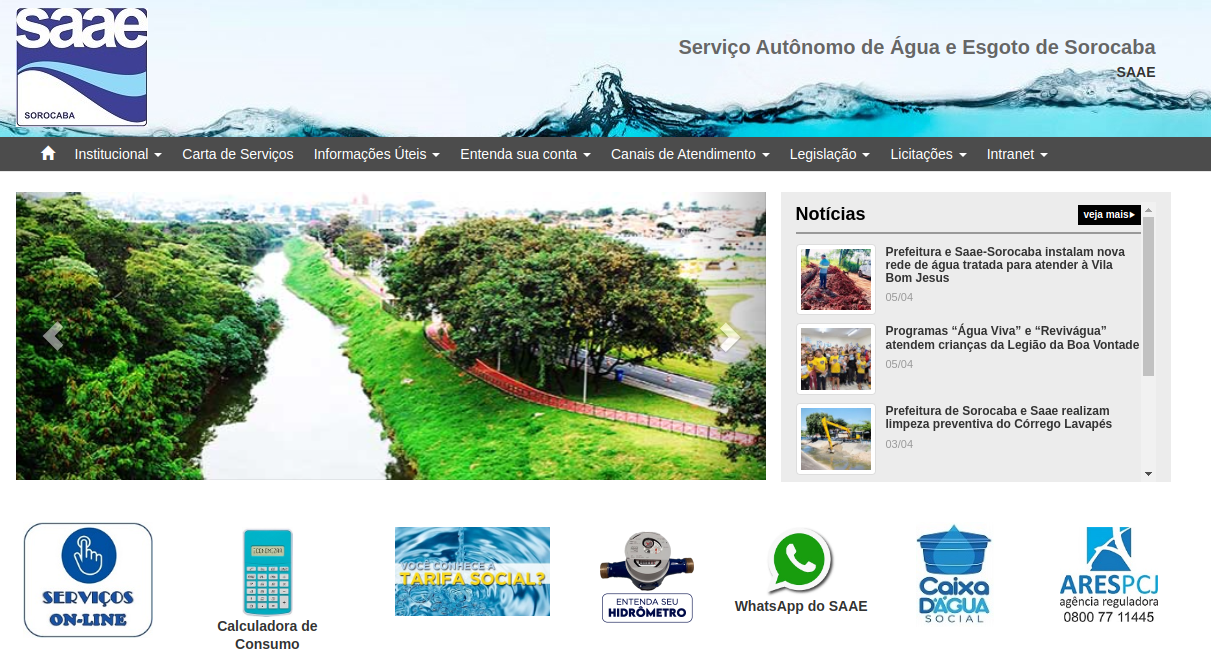 saae
SOROCABA
Serviço Autônomo de Água e Esgoto de Sorocaba
SAAE
Institucional
Carta de Serviços
Informações Úteis
Entenda sua conta
Canais de Atendimento
Legislação
Licitações
Intranet
Notícias
veja mais
Prefeitura e Saae-Sorocaba instalam nova
rede de água tratada para atender à Vila
Bom Jesus
05/04
Programas “Água Viva” e “Revivágua”
atendem crianças da Legião da Boa Vontade
05/04
Prefeitura de Sorocaba e Saae realizam
limpeza preventiva do Córrego Lavapés
03/04
SERVIÇOS
ON-LINE
Calculadora de
Consumo
VOCÊ CONHECE A
TARIFA SOCIAL?
ENTENDA SEU
HIDRÔMETRO
WhatsApp do SAAE
Caixa
D'ÁGUA
SOCIAL
ARESPCJ
agência reguladora
0800 77 11445